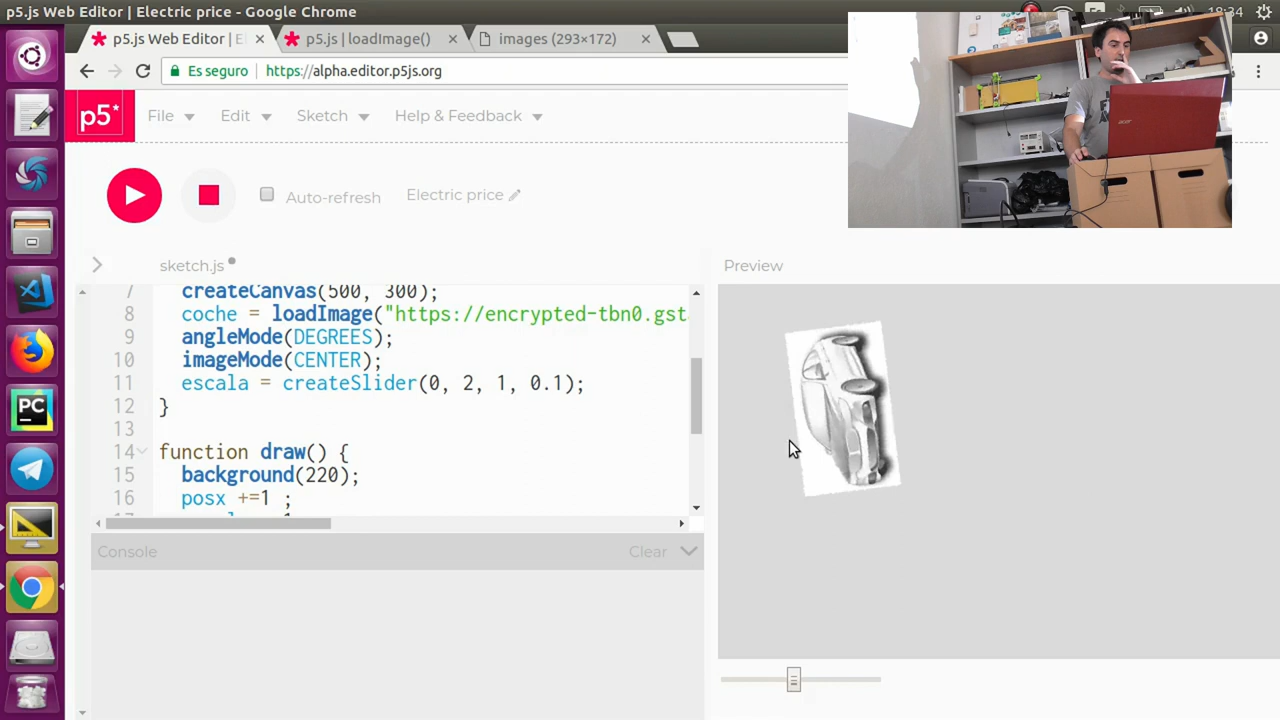 p5.js Web Editor | Electric price - Google Chrome
18:34
p5.js Web Editor | E
p5.js | loadImage()
images (293×172)
Es seguro
https://alpha.editor.p5js.org
p5*
File
Edit
Sketch
Help & Feedback
Auto-refresh
Electric price
sketch.js
Preview
7 createCanvas(500, 300);
8 coche = loadImage("https://encrypted-tbn0.gst
9 angleMode(DEGREES);
10 imageMode(CENTER);
11 escala = createSlider(0, 2, 1, 0.1);
12 }
13
14 function draw() {
15 background(220);
16 posx +=1 ;
Console
Clear
PC
acer